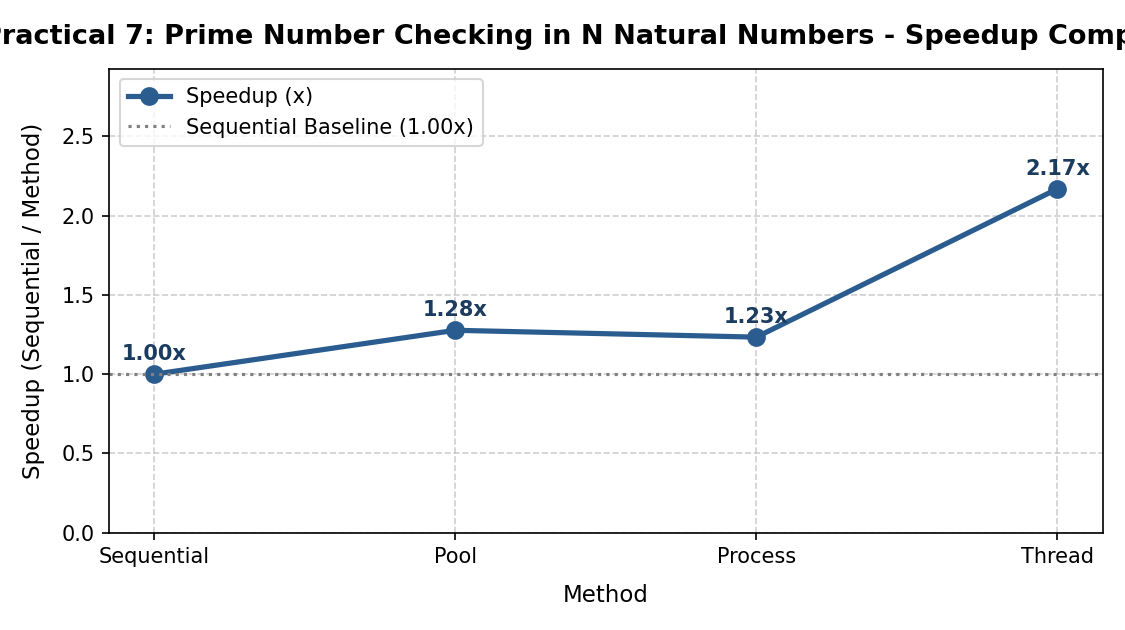 ractical 7: Prime Number Checking in N Natural Numbers - Speedup Comp
Speedup (x)
Sequential Baseline (1.00x)
Speedup (Sequential / Method)
2.5
2.0
1.5
1.0
0.5
0.0
1.00x
1.28x
1.23x
2.17x
Sequential
Pool
Process
Thread
Method